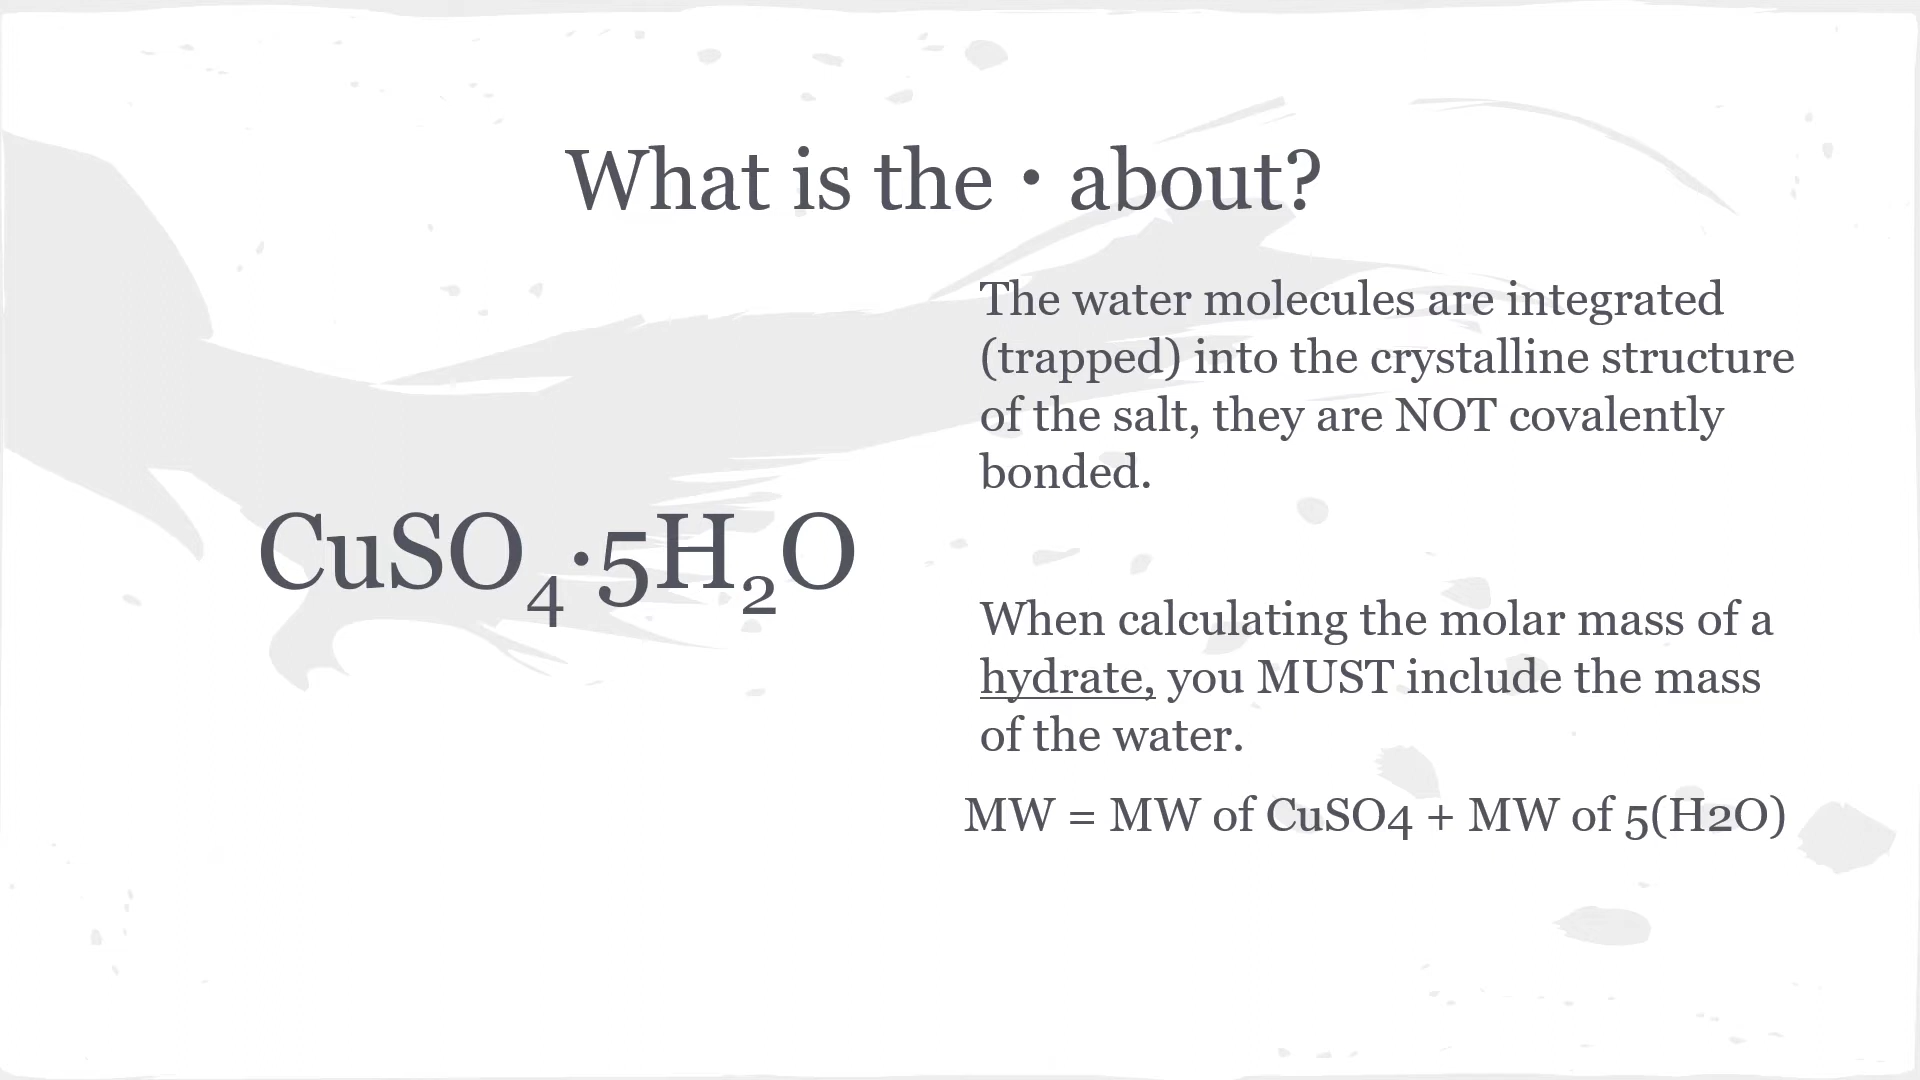 What is the · about?
CuSO₄·5H₂O
The water molecules are integrated
(trapped) into the crystalline structure
of the salt, they are NOT covalently
bonded.
When calculating the molar mass of a
hydrate, you MUST include the mass
of the water.
MW = MW of CuSO4 + MW of 5(H2O)